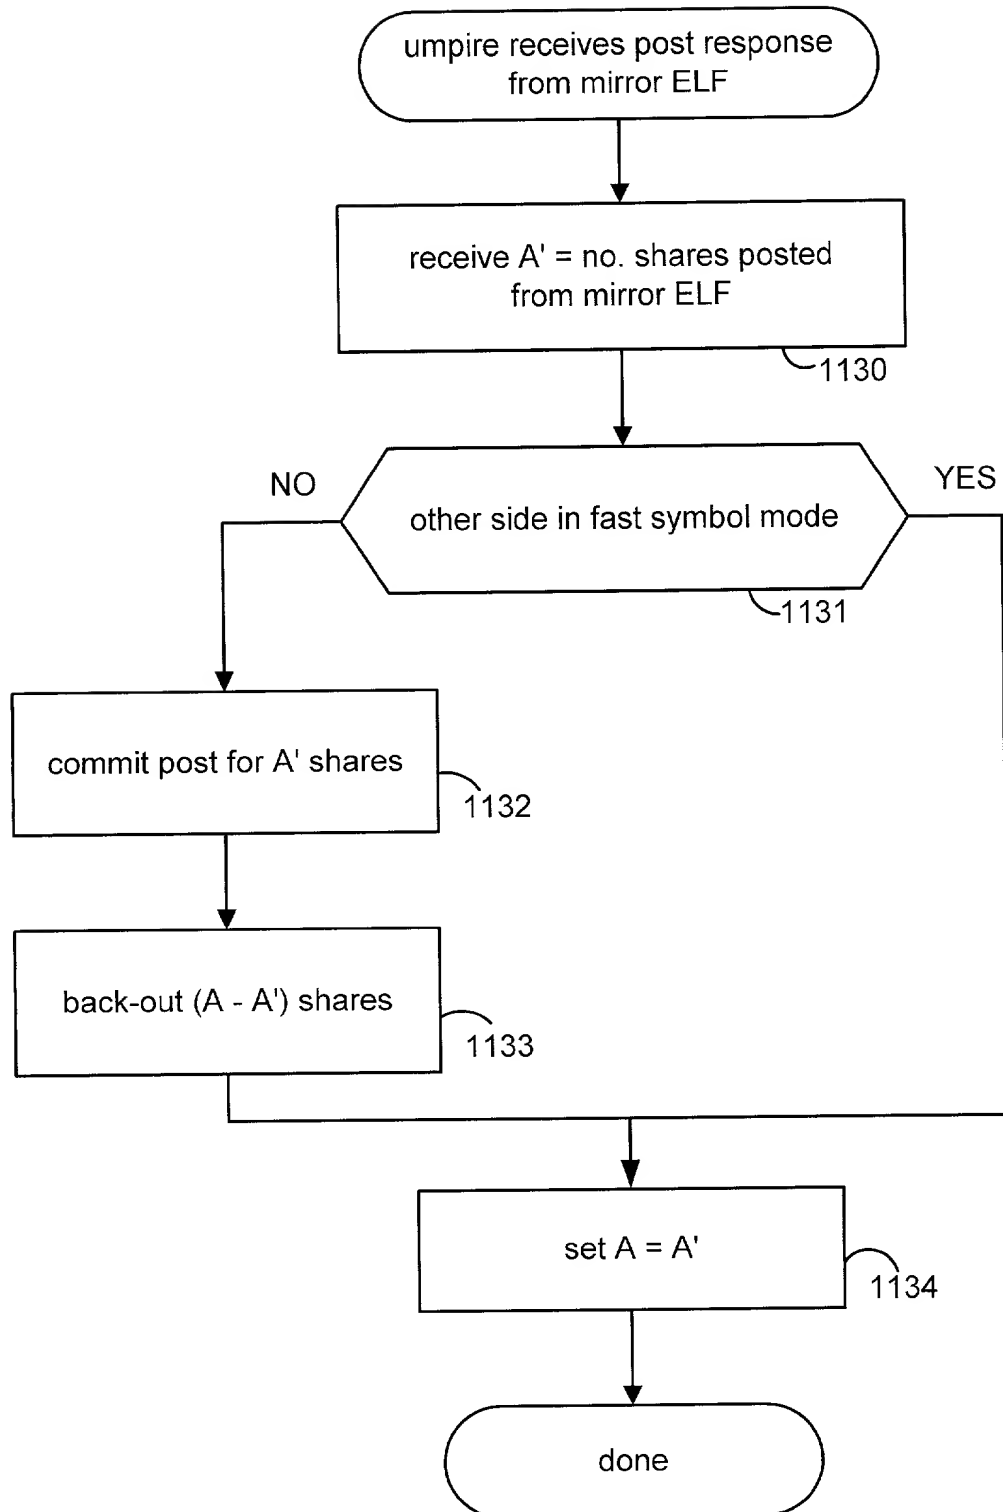 umpire receives post response
from mirror ELF
receive A' = no. shares posted
from mirror ELF
1130
NO
YES
other side in fast symbol mode
1131
commit post for A' shares
1132
back-out (A - A') shares
1133
set A = A'
1134
done